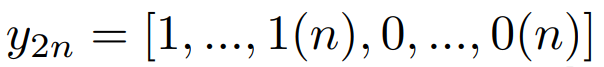 y_{2n} = [1, ..., 1(n), 0, ..., 0(n)]